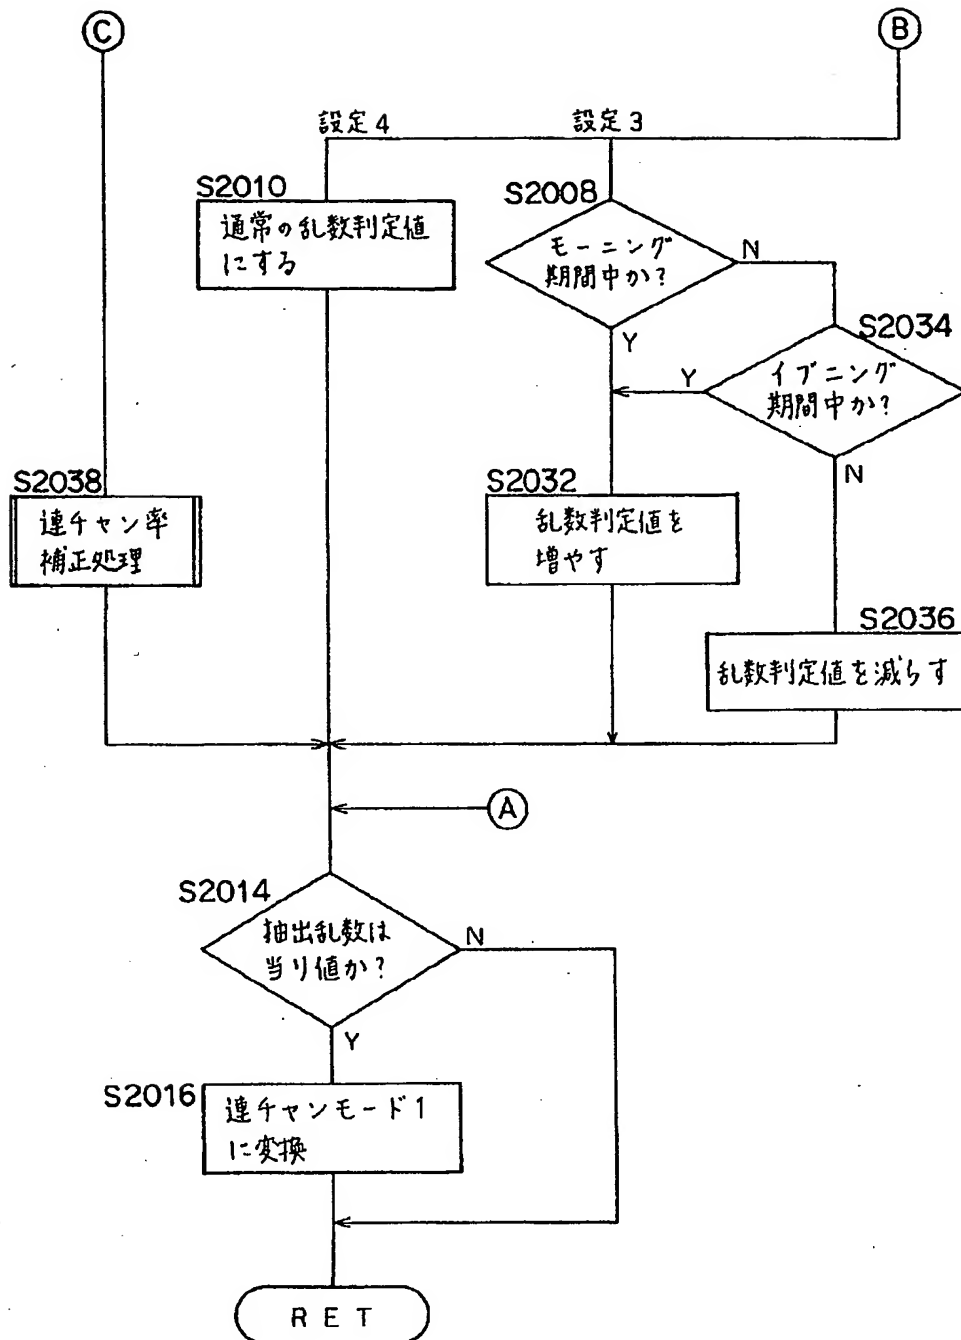 C
B
設定4
設定3
S2010
通常の乱数判定値
にする
S2008
モーニング
期間中か?
N
Y
S2034
イブニング
期間中か?
Y
N
S2038
連チャン率
補正処理
S2032
乱数判定値を
増やす
S2036
乱数判定値を減らす
A
S2014
抽出乱数は
当り値か?
N
Y
S2016
連チャンモード1
に変換
RET